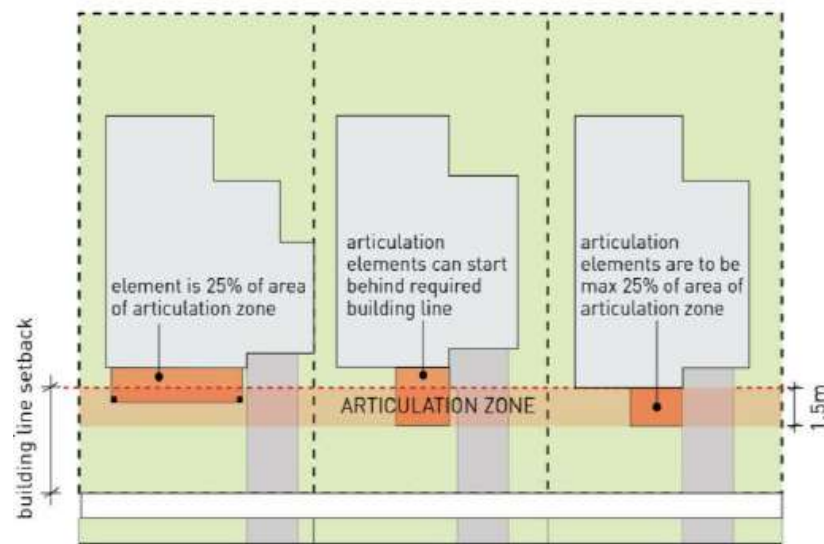 element is 25% of area
of articulation zone
articulation
elements can start
behind required
building line
articulation
elements are to be
max 25% of area of
articulation zone
building line setback
ARTICULATION ZONE
1.5m